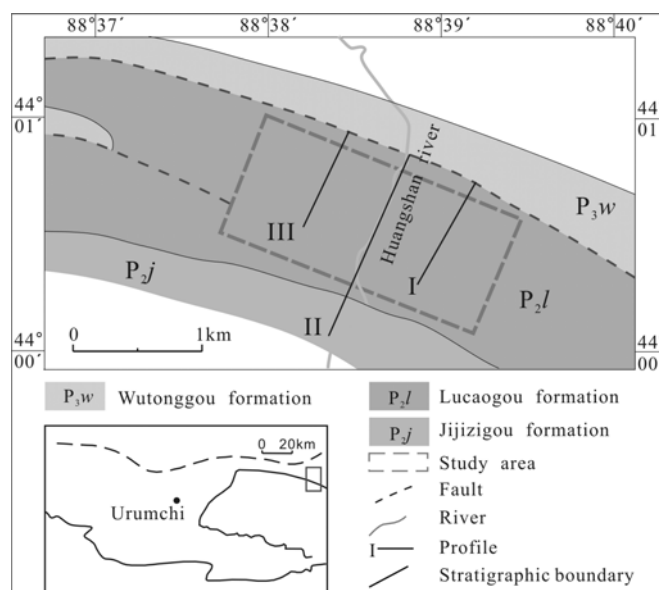 88°37′ 88°38′ 88°39′ 88°40′
44°
01′
44
01′
Huangshan river
P₃w
III
I
P₂j
P₂l
II
0 1km
44°
00′
44
00′
P₃w Wutonggou formation
P₂l Lucaogou formation
P₂j Jijizigou formation
Study area
Fault
River
I Profile
Stratigraphic boundary
0 20km
Urumchi